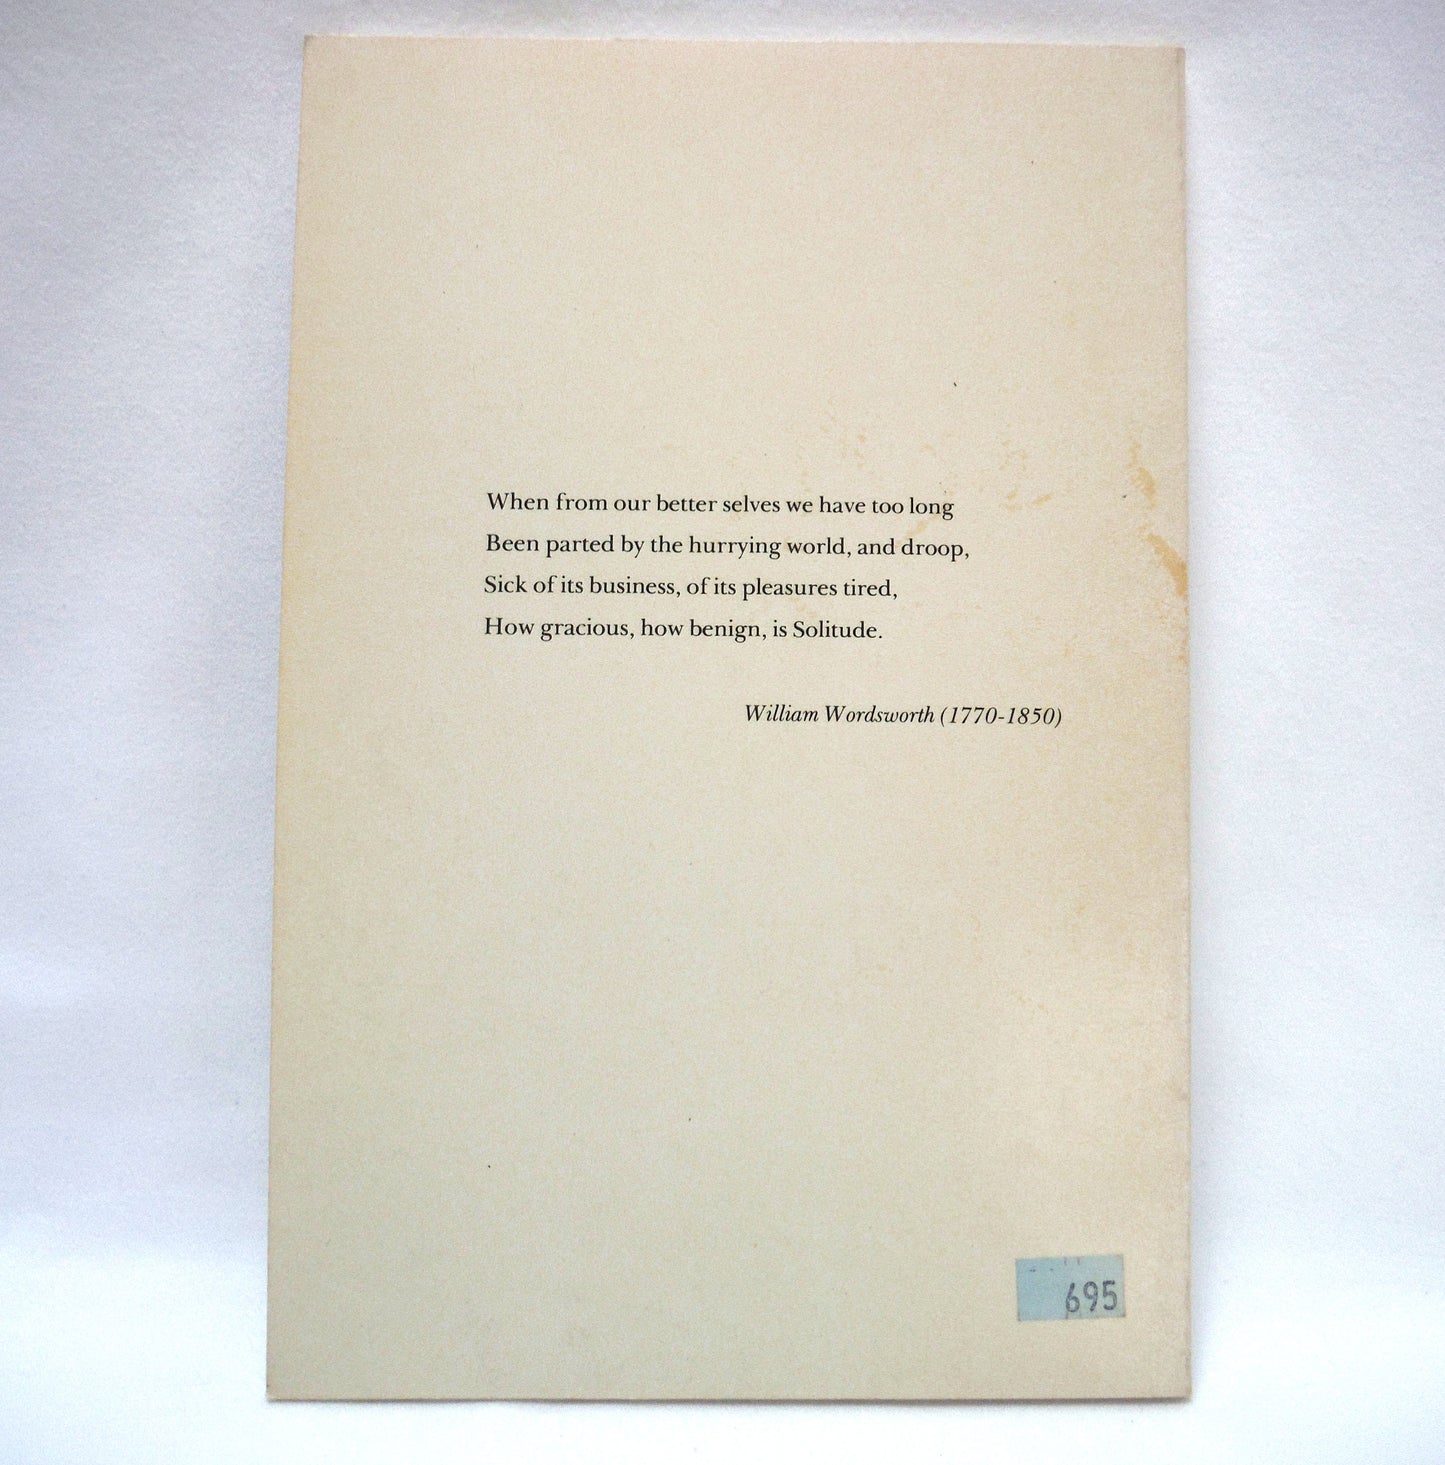 When from our better selves we have too long
Been parted by the hurrying world, and droop,
Sick of its business, of its pleasures tired,
How gracious, how benign, is Solitude.
William Wordsworth (1770-1850)
695